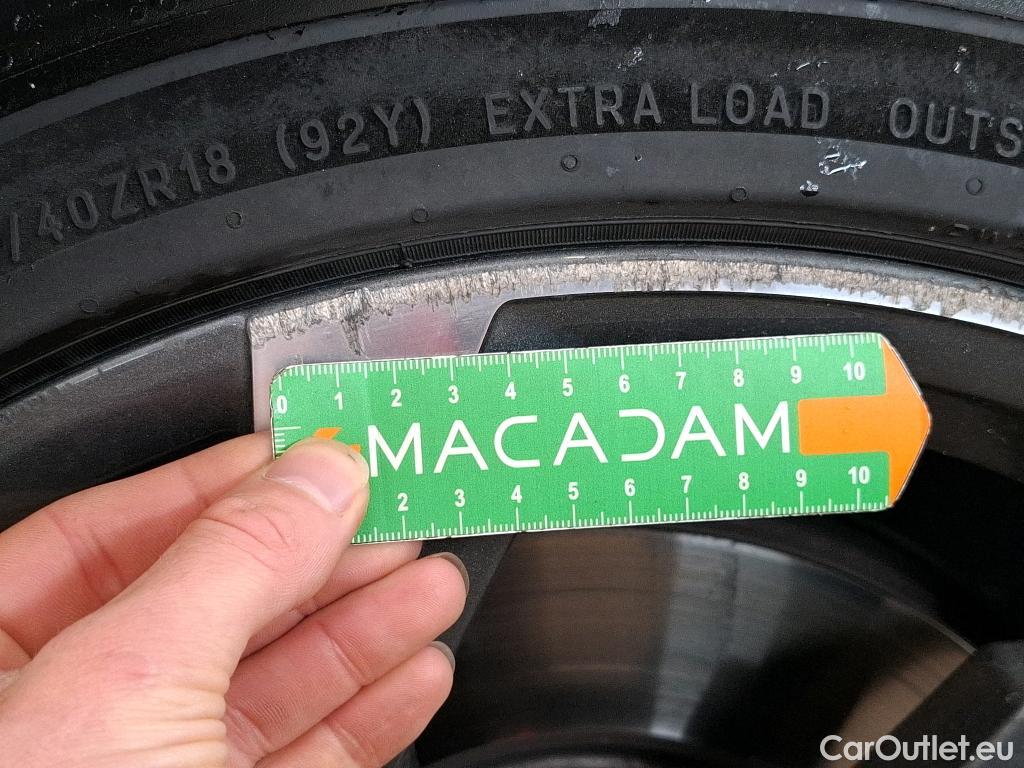 /40ZR18 (92Y) EXTRA LOAD OUTS
0 1 2 3 4 5 6 7 8 9 10
MACADAM
2 3 4 5 6 7 8 9 10
CarOutlet.eu